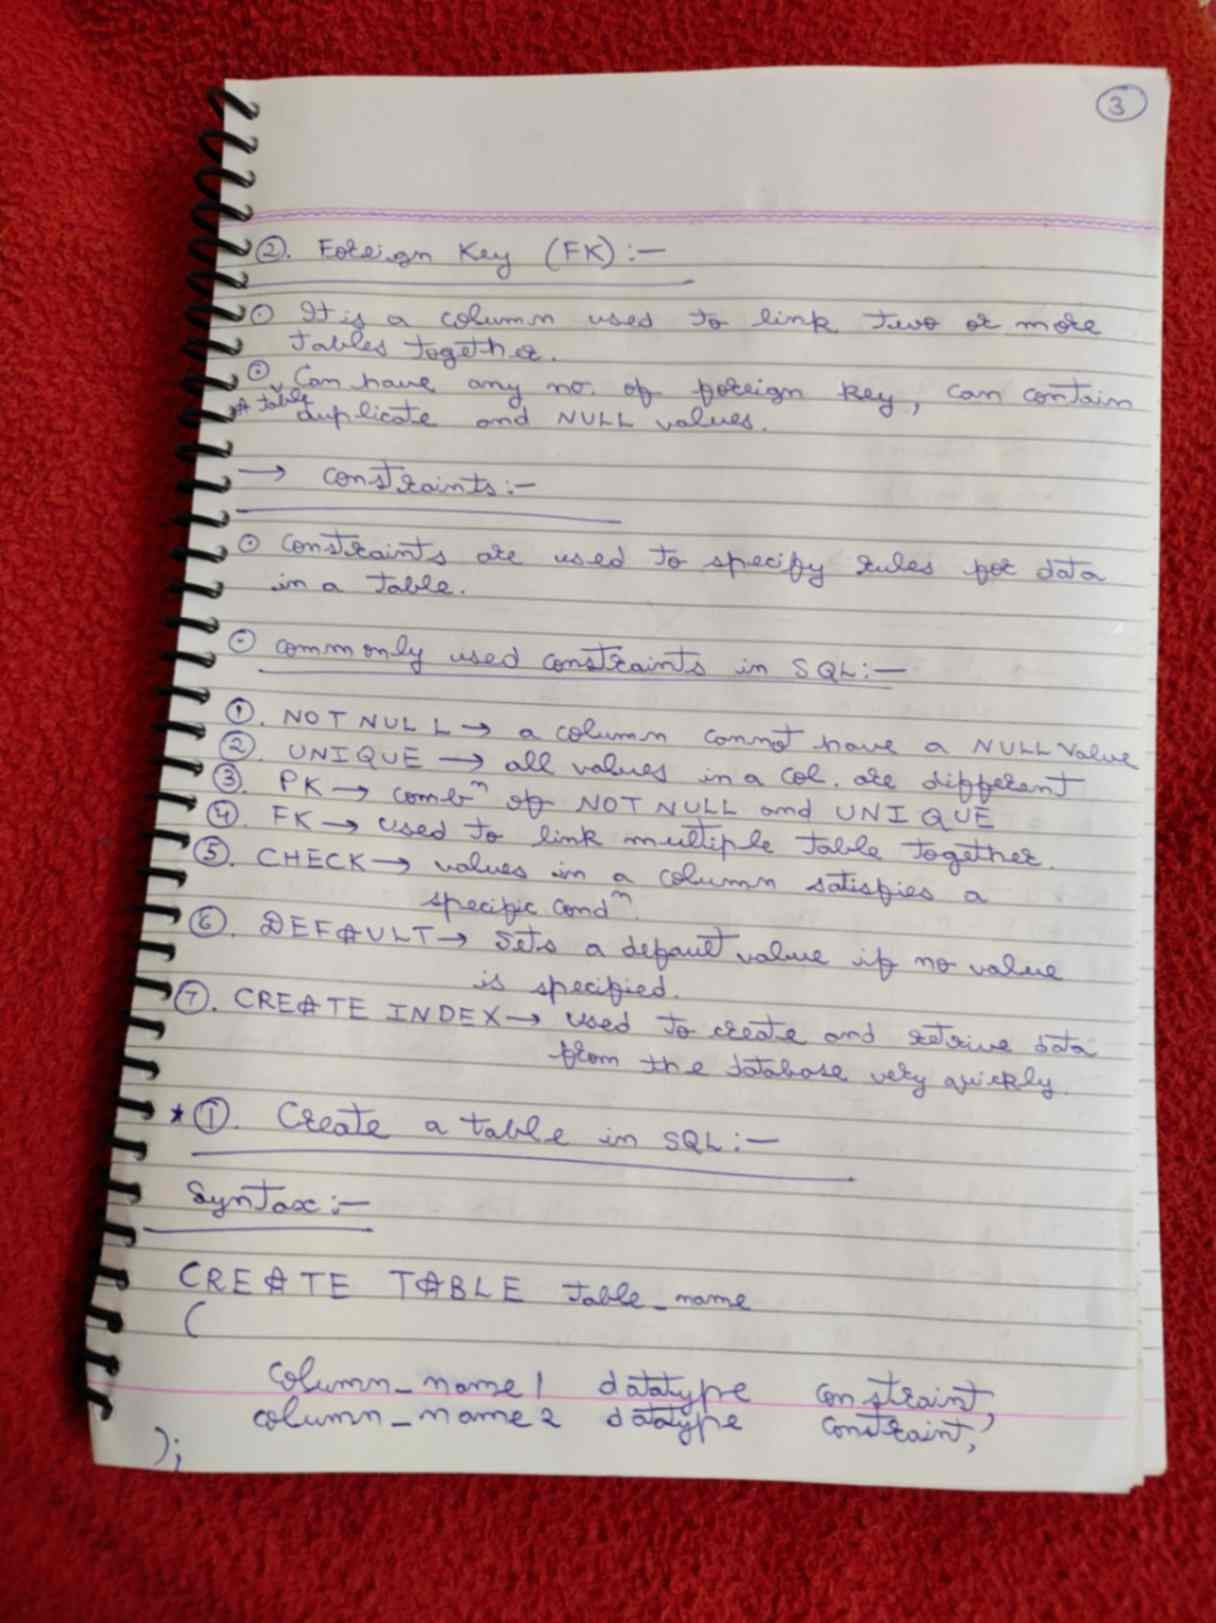 3
2. Foreign Key (FK):-
⊙ It is a column used to link two or more
tables together.
⊙ A table Can have any no. of foreign key, can contain
duplicate and NULL values.
→ Constraints:-
⊙ Constraints are used to specify rules for data
in a table.
⊙ commonly used constraints in SQL:-
1. NOT NULL → a column cannot have a NULL value
2. UNIQUE → all values in a col. are different
3. PK → combⁿ of NOT NULL and UNIQUE
4. FK → used to link multiple table together.
5. CHECK → values in a column satisfies a
specific condⁿ.
6. DEFAULT → Sets a default value if no value
is specified.
7. CREATE INDEX → used to create and retrive data
from the database very quickly.
★ 1. Create a table in SQL:-
Syntax:-
CREATE TABLE table_name
(
column_name1 datatype constraint,
column_name2 datatype constraint,
);